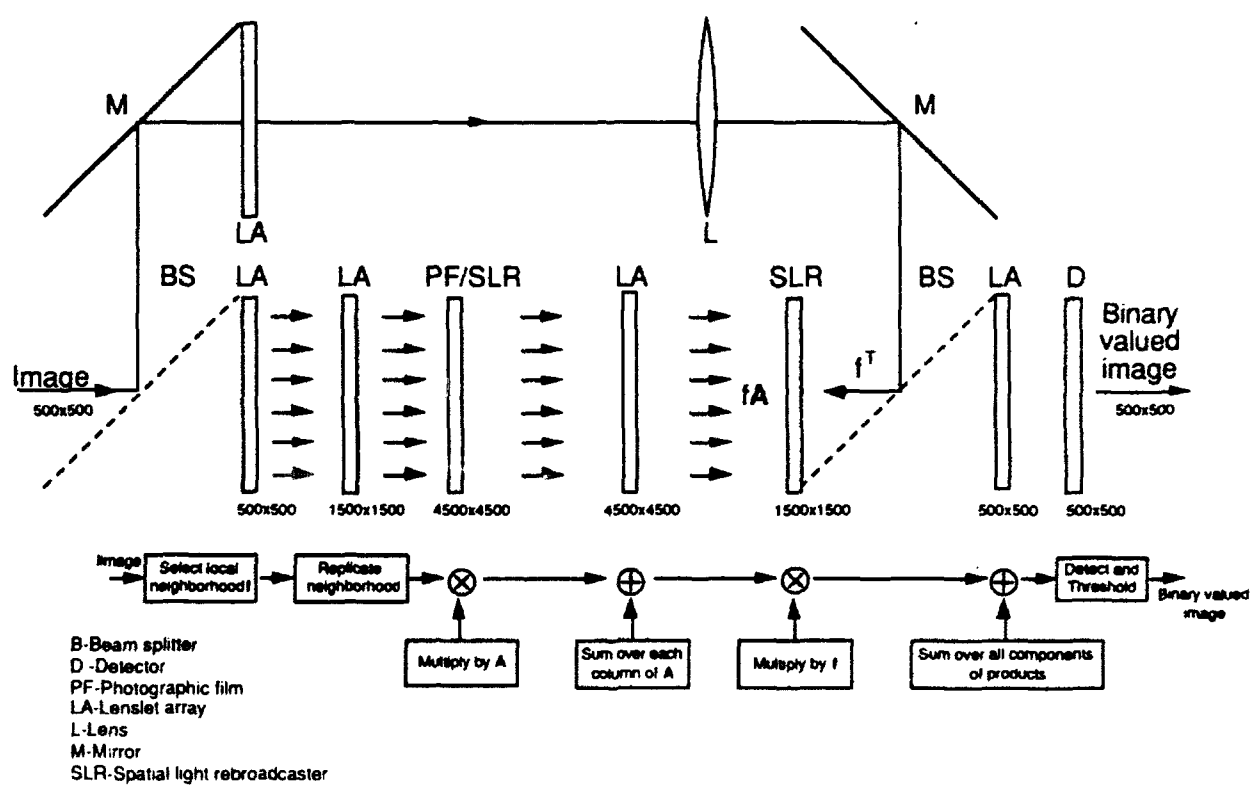 M
M
LA
L
BS
LA
LA
PF/SLR
LA
SLR
BS
LA
D
Image
500x500
fA
f^T
Binary
valued
image
500x500
500x500
1500x1500
4500x4500
4500x4500
1500x1500
500x500
500x500
Image
Select local
neighborhood f
Replicate
neighborhood
Detect and
Threshold
Binary valued
image
Multiply by A
Sum over each
column of A
Multiply by f
Sum over all components
of products
B-Beam splitter
D -Detector
PF-Photographic film
LA-Lenslet array
L-Lens
M-Mirror
SLR-Spatial light rebroadcaster